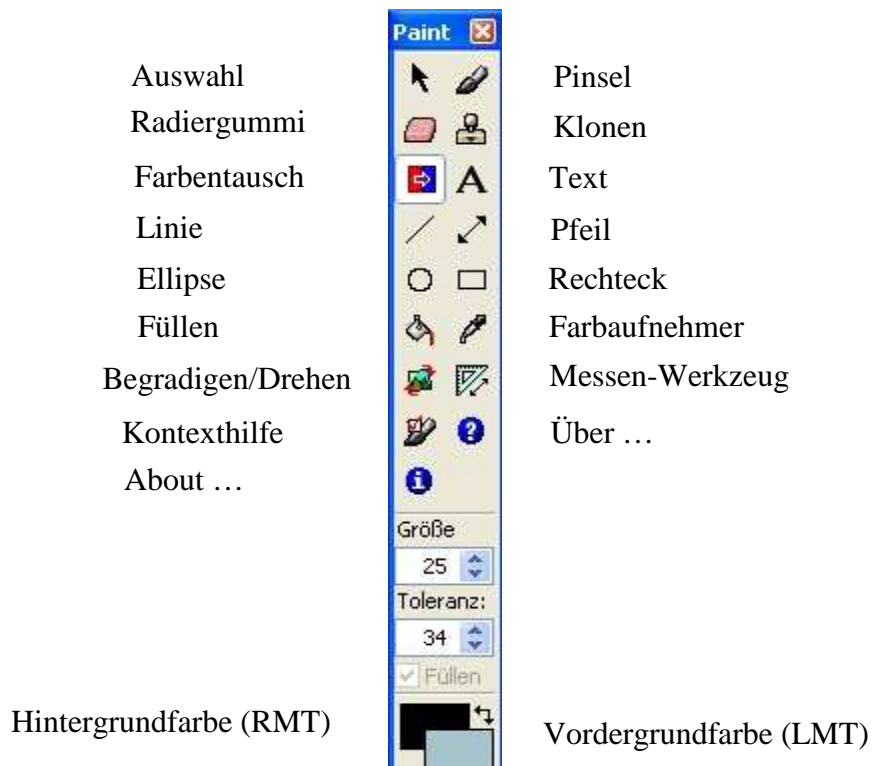 Paint
Auswahl Pinsel
Radiergummi Klonen
Farbentausch A Text
Linie Pfeil
Ellipse Rechteck
Füllen Farbaufnehmer
Begradigen/Drehen Messen-Werkzeug
Kontexthilfe ? Über …
About … i
Größe
25
Toleranz:
34
Füllen
Hintergrundfarbe (RMT) Vordergrundfarbe (LMT)